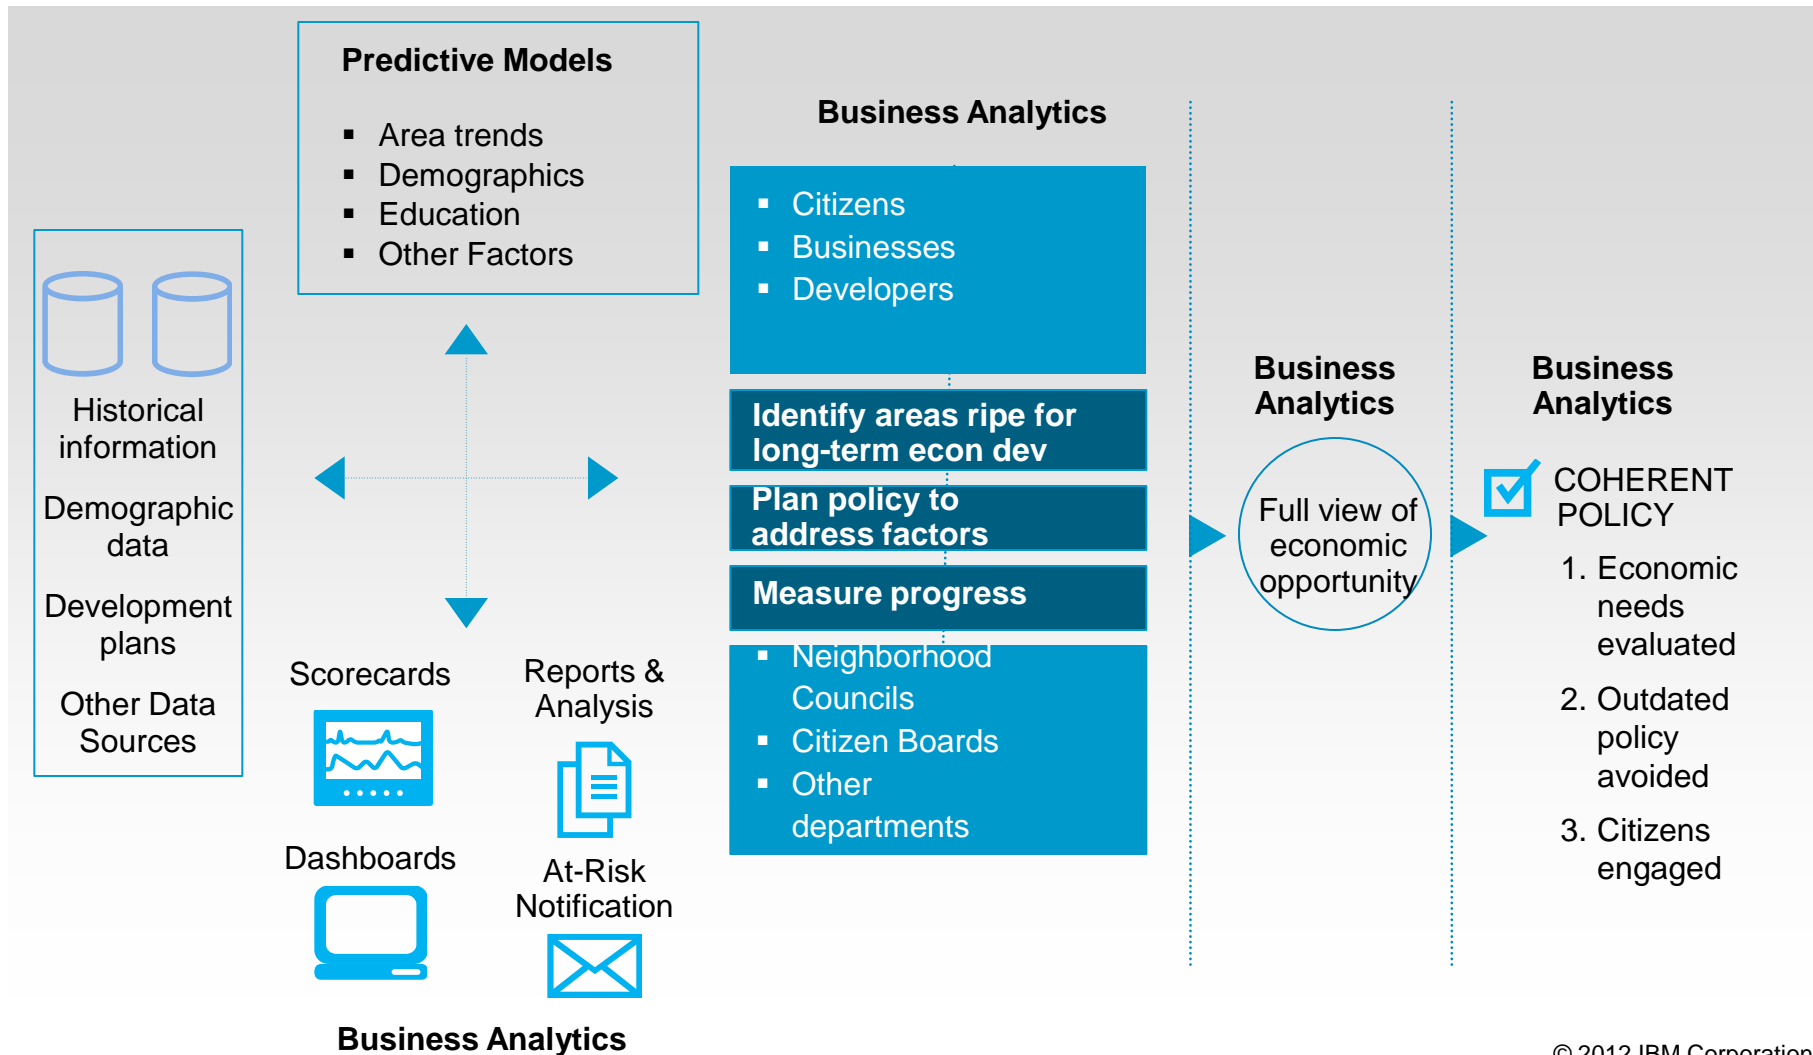 Predictive Models
▪ Area trends
▪ Demographics
▪ Education
▪ Other Factors
Historical
information
Demographic
data
Development
plans
Other Data
Sources
Scorecards
Reports &
Analysis
Dashboards
At-Risk
Notification
Business Analytics
Business Analytics
▪ Citizens
▪ Businesses
▪ Developers
Identify areas ripe for
long-term econ dev
Plan policy to
address factors
Measure progress
▪ Neighborhood
Councils
▪ Citizen Boards
▪ Other
departments
Business
Analytics
Full view of
economic
opportunity
Business
Analytics
COHERENT
POLICY
1. Economic
needs
evaluated
2. Outdated
policy
avoided
3. Citizens
engaged
© 2012 IBM Corporation